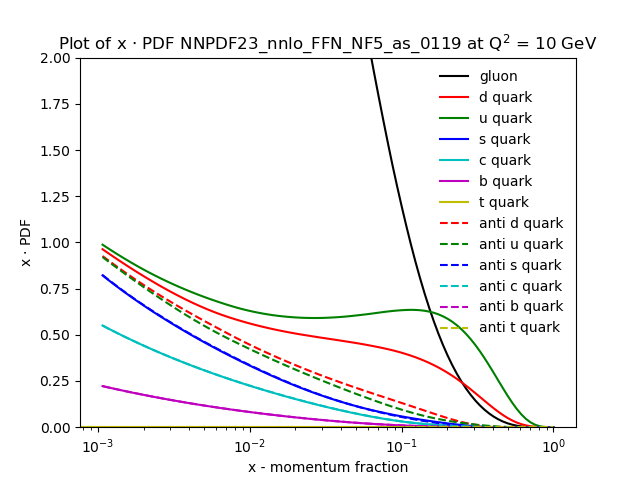 Plot of x · PDF NNPDF23_nnlo_FFN_NF5_as_0119 at Q² = 10 GeV
2.00
1.75
1.50
1.25
1.00
0.75
0.50
0.25
0.00
x · PDF
gluon
d quark
u quark
s quark
c quark
b quark
t quark
anti d quark
anti u quark
anti s quark
anti c quark
anti b quark
anti t quark
10⁻³ 10⁻² 10⁻¹ 10⁰
x - momentum fraction